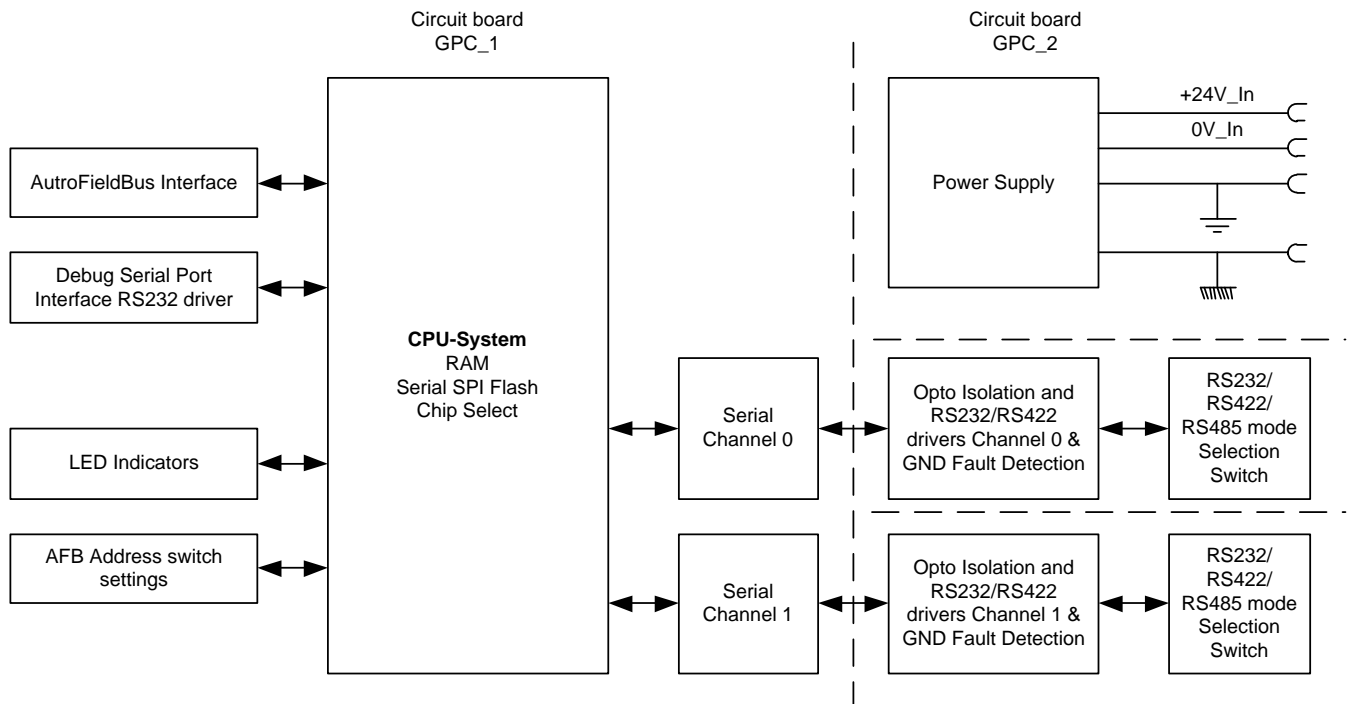 Circuit board
GPC_1
Circuit board
GPC_2
+24V_In
0V_In
Power Supply
AutroFieldBus Interface
Debug Serial Port
Interface RS232 driver
CPU-System
RAM
Serial SPI Flash
Chip Select
LED Indicators
AFB Address switch
settings
Serial
Channel 0
Opto Isolation and
RS232/RS422
drivers Channel 0 &
GND Fault Detection
RS232/
RS422/
RS485 mode
Selection
Switch
Serial
Channel 1
Opto Isolation and
RS232/RS422
drivers Channel 1 &
GND Fault Detection
RS232/
RS422/
RS485 mode
Selection
Switch